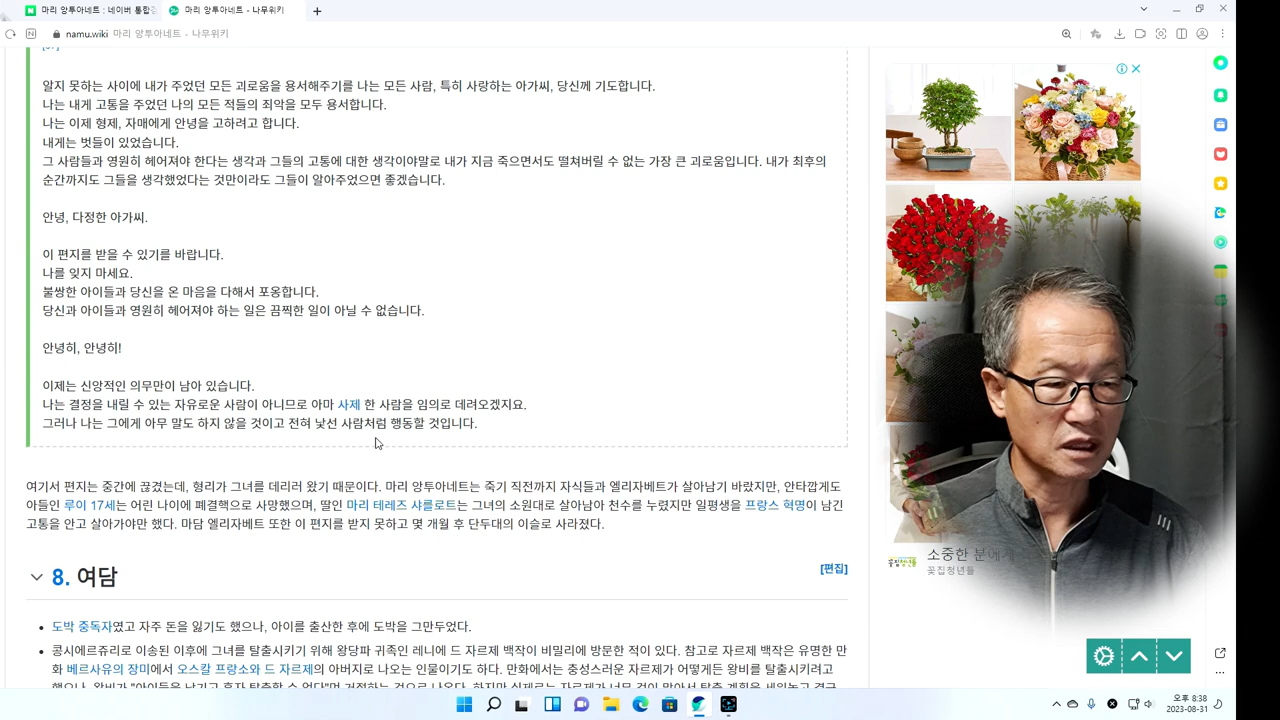 마리 앙투아네트 : 네이버 통합검
마리 앙투아네트 - 나무위키
namu.wiki 마리 앙투아네트 - 나무위키
알지 못하는 사이에 내가 주었던 모든 괴로움을 용서해주기를 나는 모든 사람, 특히 사랑하는 아가씨, 당신께 기도합니다.
나는 내게 고통을 주었던 나의 모든 적들의 죄악을 모두 용서합니다.
나는 이제 형제, 자매에게 안녕을 고하려고 합니다.
내게는 벗들이 있었습니다.
그 사람들과 영원히 헤어져야 한다는 생각과 그들의 고통에 대한 생각이야말로 내가 지금 죽으면서도 떨쳐버릴 수 없는 가장 큰 괴로움입니다. 내가 최후의
순간까지도 그들을 생각했었다는 것만이라도 그들이 알아주었으면 좋겠습니다.
안녕, 다정한 아가씨.
이 편지를 받을 수 있기를 바랍니다.
나를 잊지 마세요.
불쌍한 아이들과 당신을 온 마음을 다해서 포옹합니다.
당신과 아이들과 영원히 헤어져야 하는 일은 끔찍한 일이 아닐 수 없습니다.
안녕히, 안녕히!
이제는 신앙적인 의무만이 남아 있습니다.
나는 결정을 내릴 수 있는 자유로운 사람이 아니므로 아마 사제 한 사람을 임의로 데려오겠지요.
그러나 나는 그에게 아무 말도 하지 않을 것이고 전혀 낯선 사람처럼 행동할 것입니다.
여기서 편지는 중간에 끊겼는데, 형리가 그녀를 데리러 왔기 때문이다. 마리 앙투아네트는 죽기 직전까지 자식들과 엘리자베트가 살아남기 바랐지만, 안타깝게도
아들인 루이 17세는 어린 나이에 폐결핵으로 사망했으며, 딸인 마리 테레즈 샤를로트는 그녀의 소원대로 살아남아 천수를 누렸지만 일평생을 프랑스 혁명이 남긴
고통을 안고 살아가야만 했다. 마담 엘리자베트 또한 이 편지를 받지 못하고 몇 개월 후 단두대의 이슬로 사라졌다.
8. 여담
[편집]
도박 중독자였고 자주 돈을 잃기도 했으나, 아이를 출산한 후에 도박을 그만두었다.
콩시에르쥬리로 이송된 이후에 그녀를 탈출시키기 위해 왕당파 귀족인 레니에 드 자르제 백작이 비밀리에 방문한 적이 있다. 참고로 자르제 백작은 유명한 만
화 베르사유의 장미에서 오스칼 프랑소와 드 자르제의 아버지로 나오는 인물이기도 하다. 만화에서는 충성스러운 자르제가 어떻게든 왕비를 탈출시키려고
소중한 분에게
꽃집청년들
오후 8:38
2023-08-31